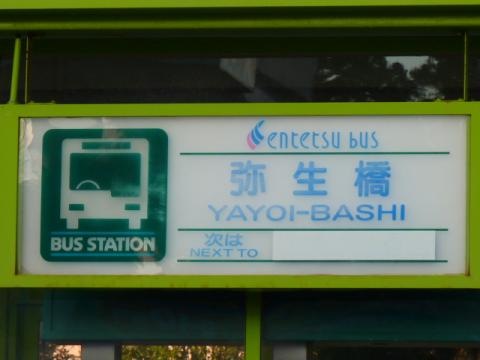 entetsu bus
弥生橋
YAYOI-BASHI
次は
NEXT TO
BUS STATION